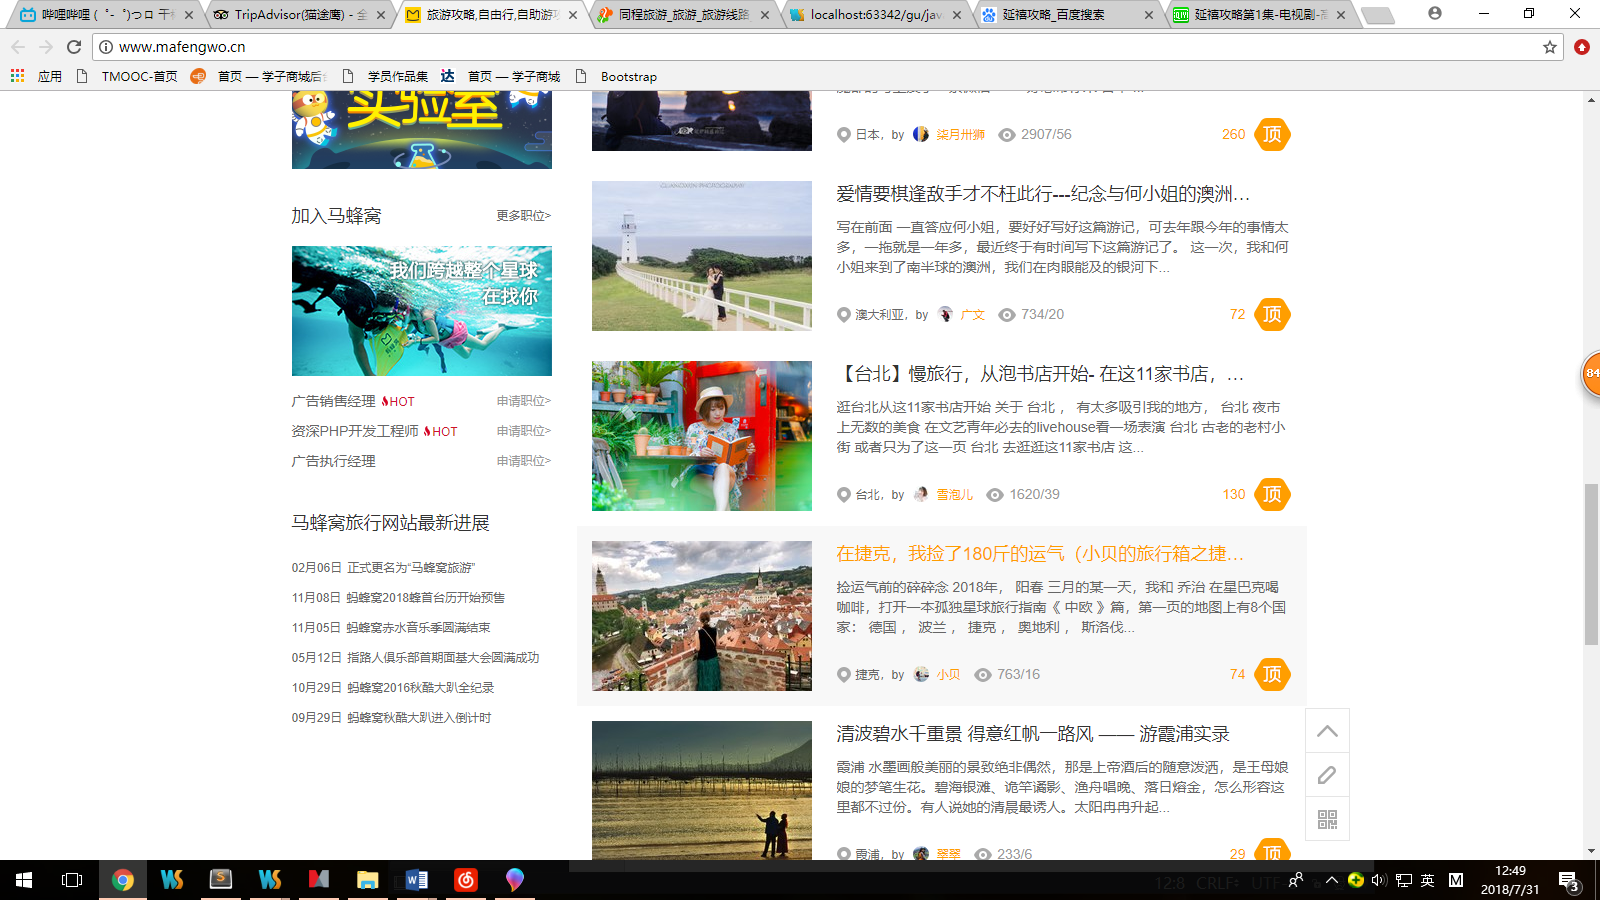 哔哩哔哩 (゜-゜)つロ 干
TripAdvisor(猫途鹰) - 全
旅游攻略,自由行,自助游攻
同程旅游_旅游_旅游线路
localhost:63342/gu/jav
延禧攻略_百度搜索
延禧攻略第1集-电视剧-高
www.mafengwo.cn
应用
TMOOC-首页
首页 — 学子商城后台
学员作品集
首页 — 学子商城
Bootstrap
实验室
加入马蜂窝
更多职位>
我们跨越整个星球
在找你
广告销售经理 HOT 申请职位>
资深PHP开发工程师 HOT 申请职位>
广告执行经理 申请职位>
马蜂窝旅行网站最新进展
02月06日 正式更名为“马蜂窝旅游”
11月08日 蚂蜂窝2018蜂首台历开始预售
11月05日 蚂蜂窝赤水音乐季圆满结束
05月12日 指路人俱乐部首期面基大会圆满成功
10月29日 蚂蜂窝2016秋酷大趴全纪录
09月29日 蚂蜂窝秋酷大趴进入倒计时
日本，by 柒月卅狮 2907/56 260 顶
爱情要棋逢敌手才不枉此行---纪念与何小姐的澳洲…
写在前面 一直答应何小姐，要好好写好这篇游记，可去年跟今年的事情太
多，一拖就是一年多，最近终于有时间写下这篇游记了。 这一次，我和何
小姐来到了南半球的澳洲，我们在肉眼能及的银河下...
澳大利亚，by 广文 734/20 72 顶
【台北】慢旅行，从泡书店开始- 在这11家书店，…
逛台北从这11家书店开始 关于 台北 ， 有太多吸引我的地方， 台北 夜市
上无数的美食 在文艺青年必去的livehouse看一场表演 台北 古老的老村小
街 或者只为了这一页 台北 去逛逛这11家书店 这...
台北，by 雪泡儿 1620/39 130 顶
在捷克，我捡了180斤的运气（小贝的旅行箱之捷…
捡运气前的碎碎念 2018年， 阳春 三月的某一天，我和 乔治 在星巴克喝
咖啡，打开一本孤独星球旅行指南《 中欧 》篇，第一页的地图上有8个国
家： 德国 ， 波兰 ， 捷克 ， 奥地利 ， 斯洛伐...
捷克，by 小贝 763/16 74 顶
清波碧水千重景 得意红帆一路风 —— 游霞浦实录
霞浦 水墨画般美丽的景致绝非偶然，那是上帝酒后的随意泼洒，是王母娘
娘的梦笔生花。碧海银滩、诡竿谲影、渔舟唱晚、落日熔金，怎么形容这
里都不过份。有人说她的清晨最诱人。太阳冉冉升起...
霞浦，by 翠翠 233/6 29 顶
84
12:8 CRLF: UTF-
英
M
12:49
2018/7/31
3